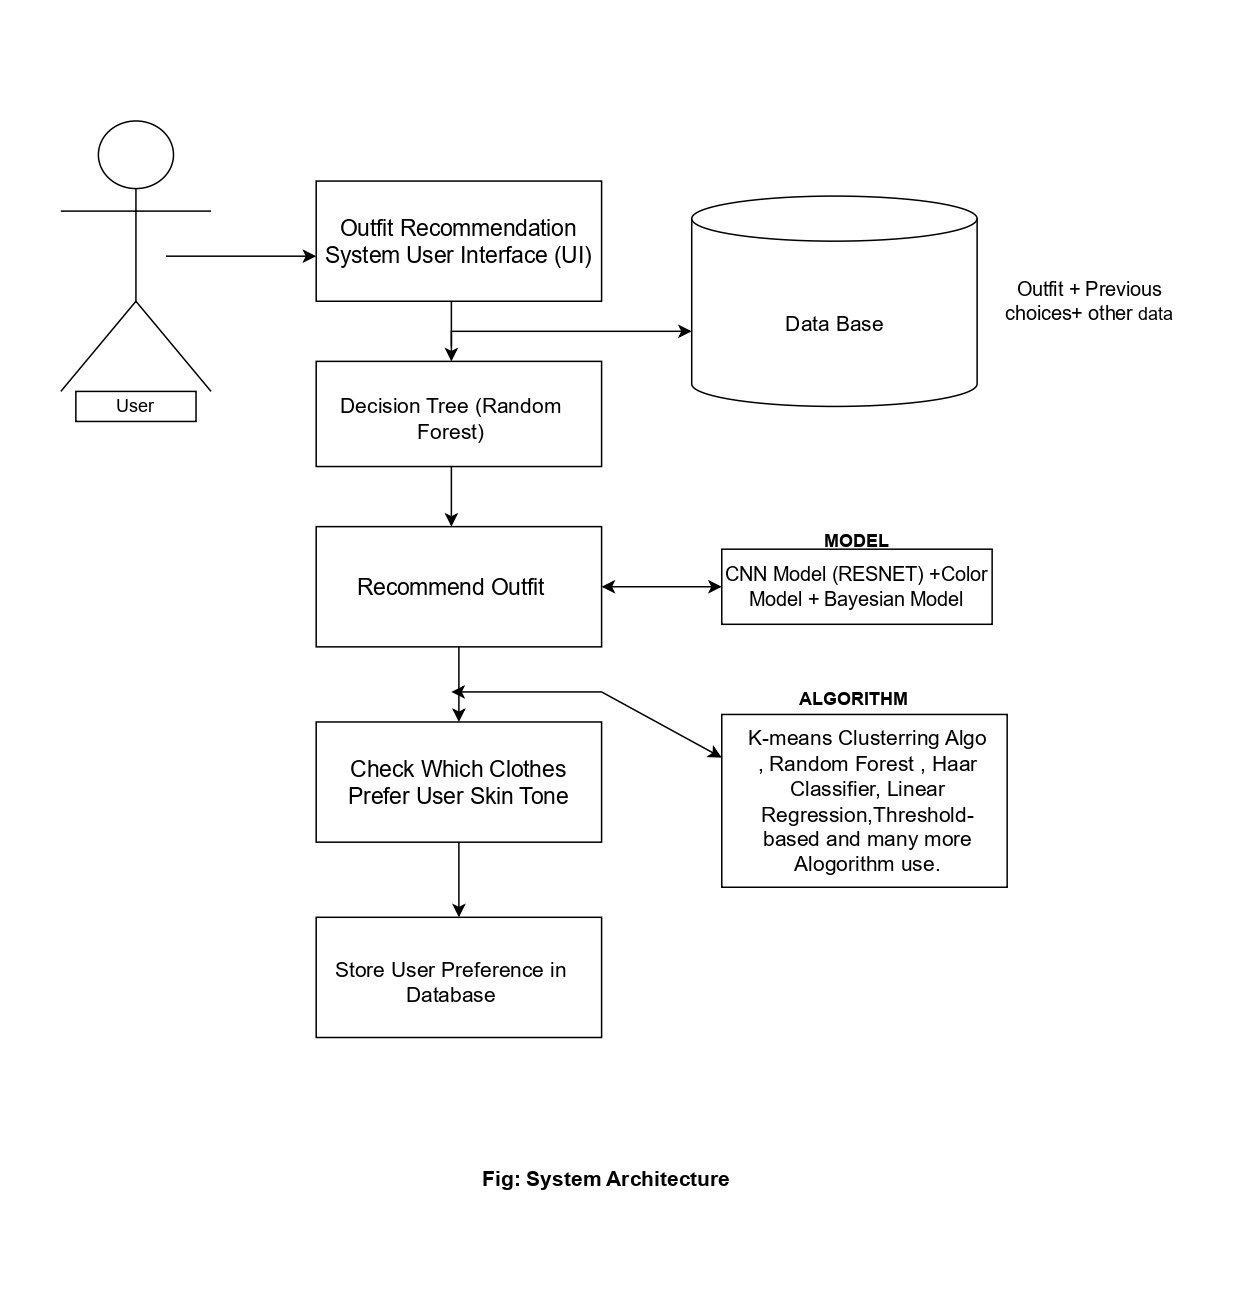 Outfit Recommendation
System User Interface (UI)
Data Base
Outfit + Previous
choices+ other data
User
Decision Tree (Random
Forest)
Recommend Outfit
MODEL
CNN Model (RESNET) +Color
Model + Bayesian Model
ALGORITHM
K-means Clusterring Algo
, Random Forest , Haar
Classifier, Linear
Regression,Threshold-
based and many more
Alogorithm use.
Check Which Clothes
Prefer User Skin Tone
Store User Preference in
Database
Fig: System Architecture